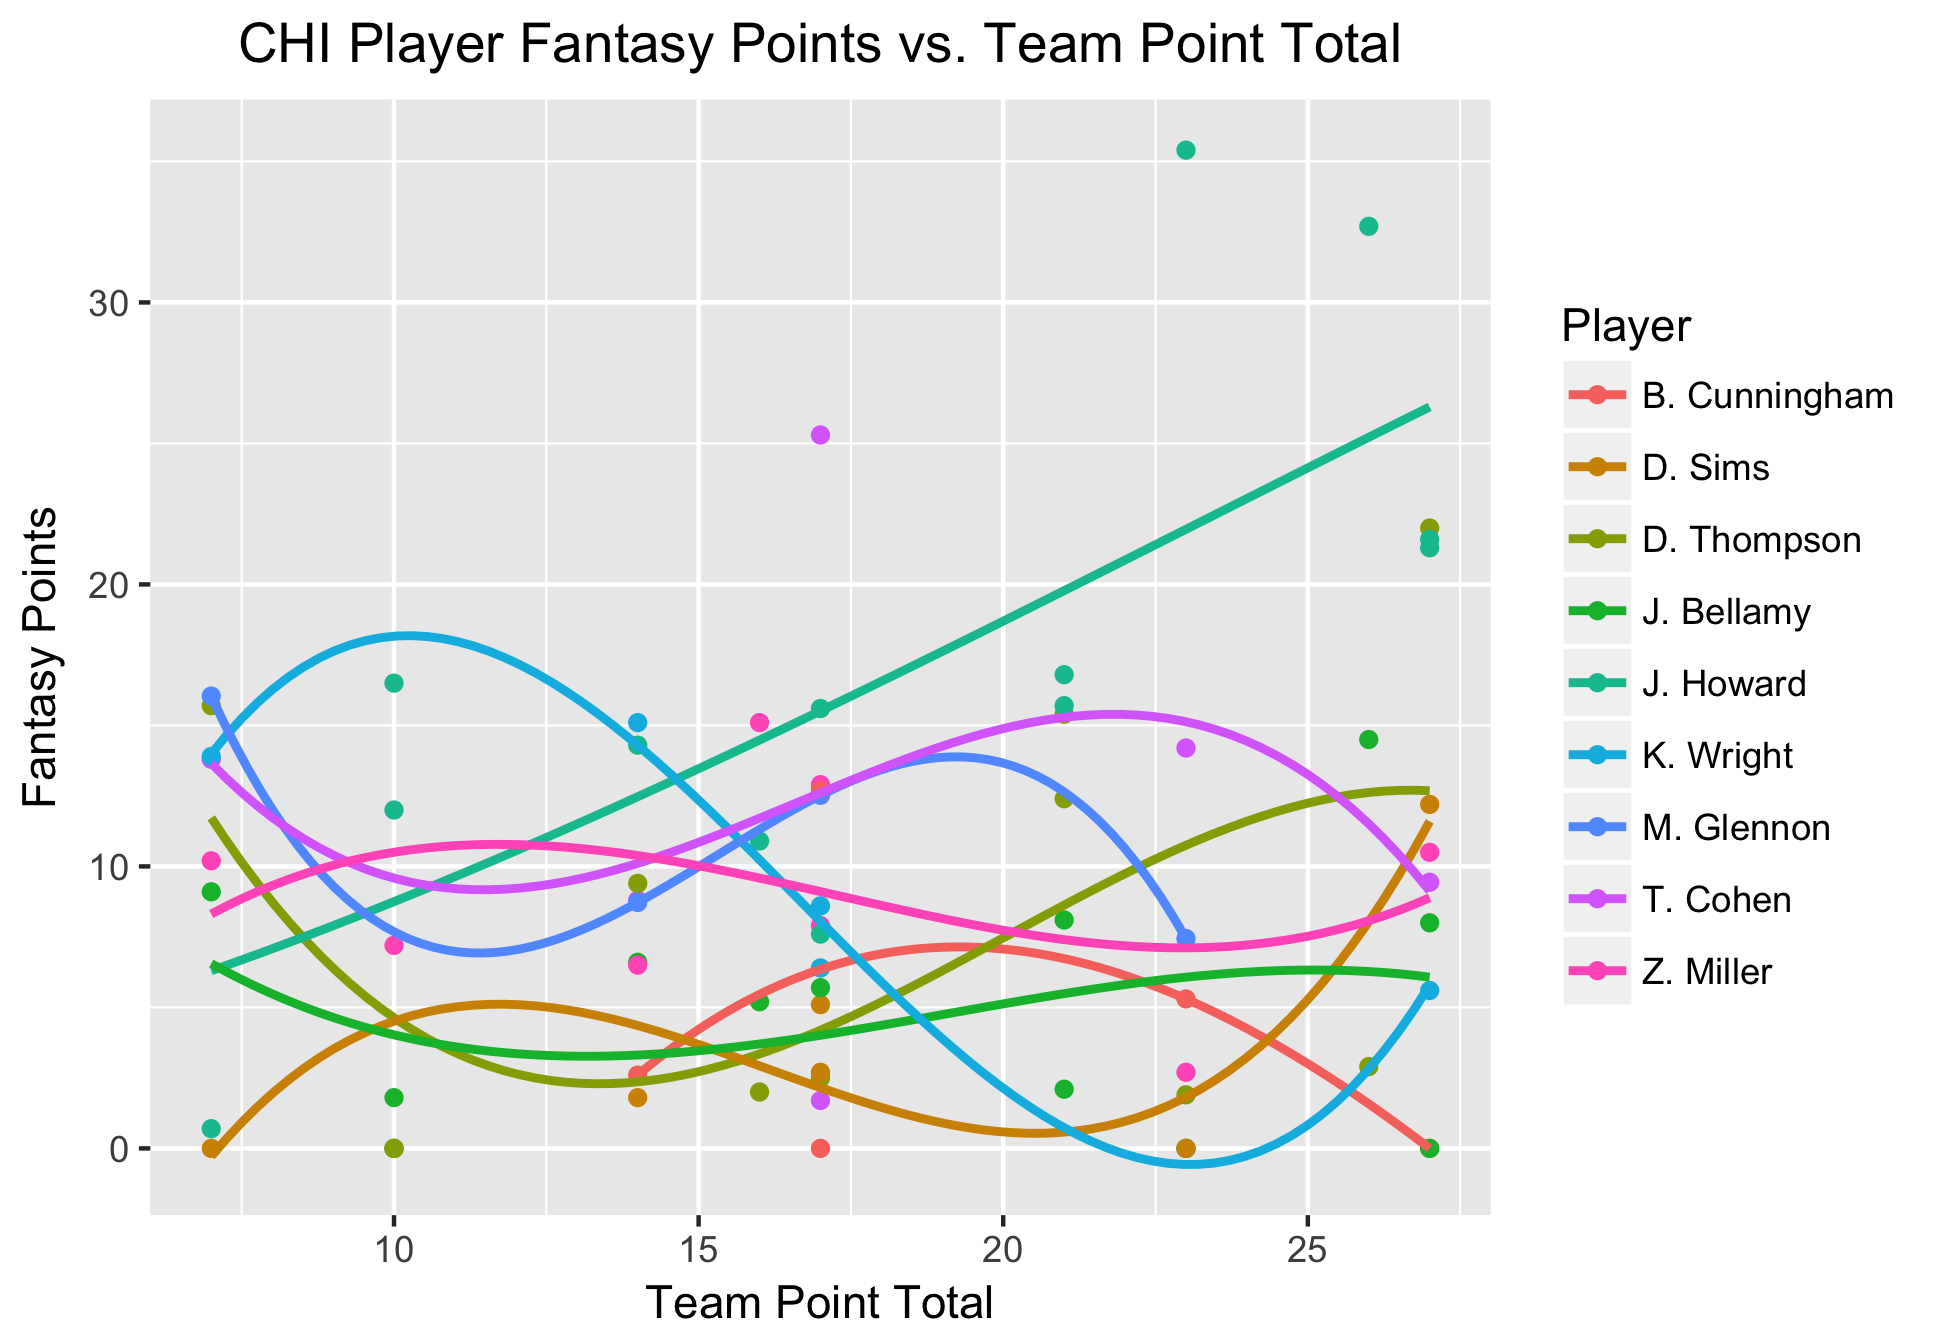 CHI Player Fantasy Points vs. Team Point Total
Fantasy Points
30
20
10
0
10
15
20
25
Team Point Total
Player
B. Cunningham
D. Sims
D. Thompson
J. Bellamy
J. Howard
K. Wright
M. Glennon
T. Cohen
Z. Miller